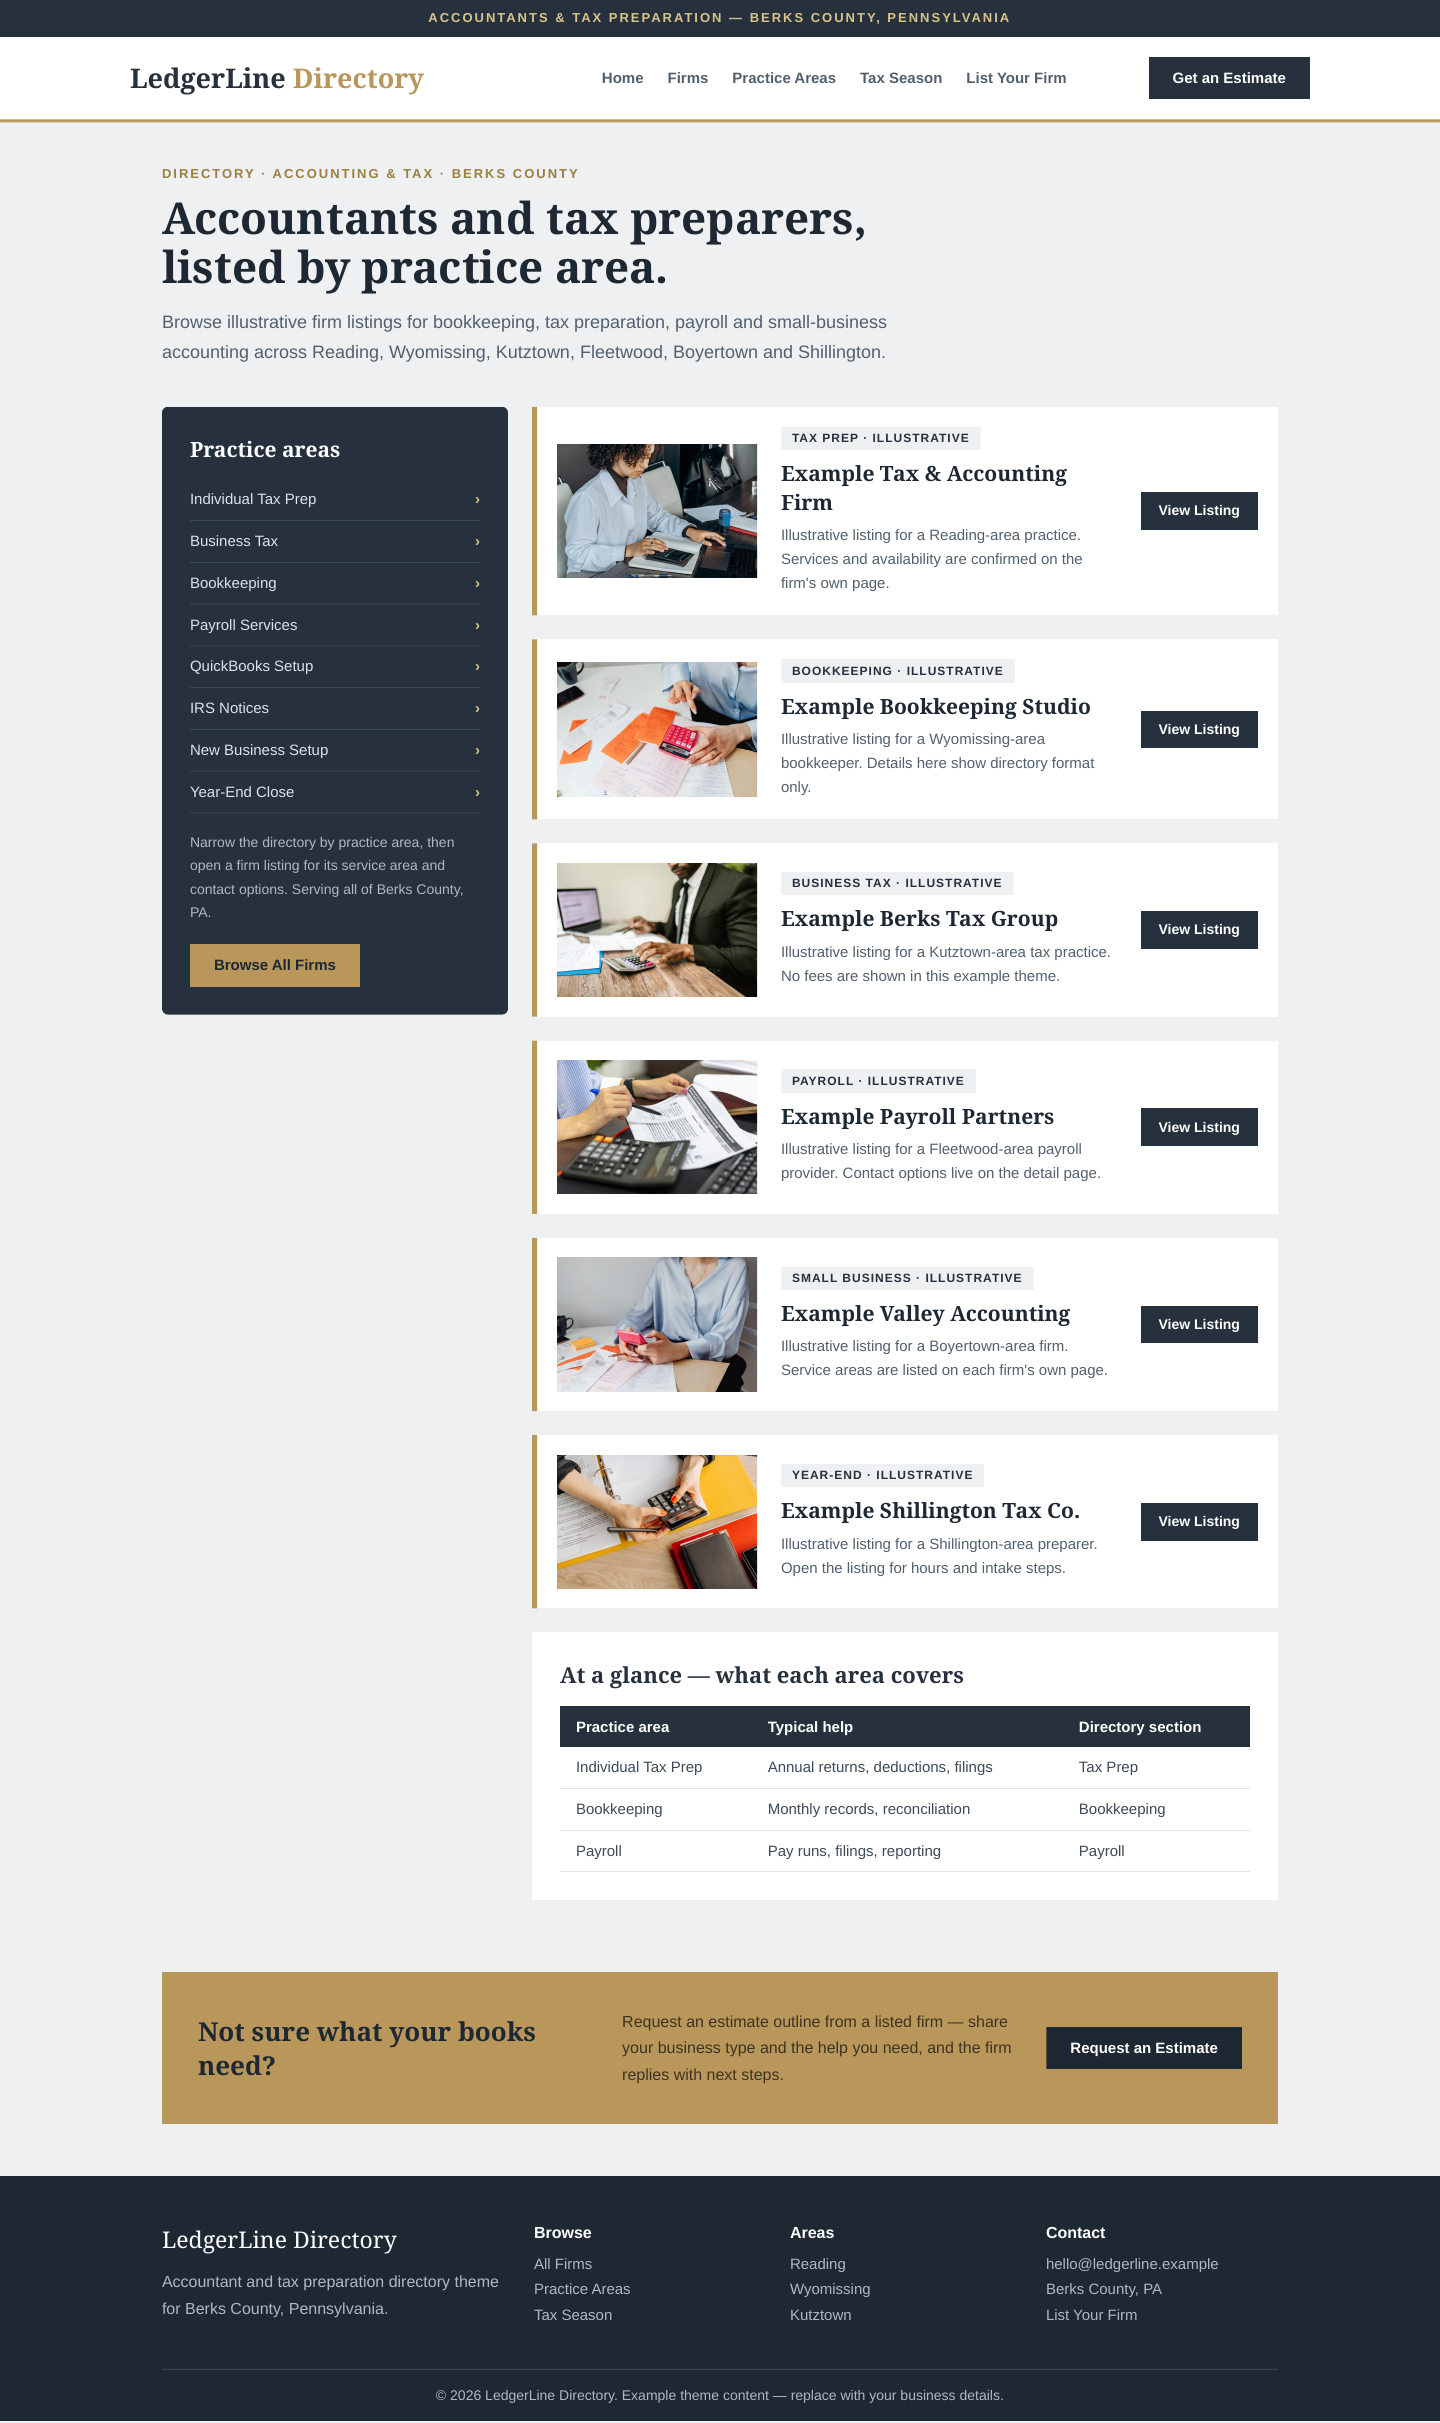 ACCOUNTANTS & TAX PREPARATION — BERKS COUNTY, PENNSYLVANIA
LedgerLine Directory
Home
Firms
Practice Areas
Tax Season
List Your Firm
Get an Estimate
DIRECTORY · ACCOUNTING & TAX · BERKS COUNTY
Accountants and tax preparers,
listed by practice area.
Browse illustrative firm listings for bookkeeping, tax preparation, payroll and small-business
accounting across Reading, Wyomissing, Kutztown, Fleetwood, Boyertown and Shillington.
Practice areas
Individual Tax Prep ›
Business Tax ›
Bookkeeping ›
Payroll Services ›
QuickBooks Setup ›
IRS Notices ›
New Business Setup ›
Year-End Close ›
Narrow the directory by practice area, then
open a firm listing for its service area and
contact options. Serving all of Berks County,
PA.
Browse All Firms
TAX PREP · ILLUSTRATIVE
Example Tax & Accounting
Firm
Illustrative listing for a Reading-area practice.
Services and availability are confirmed on the
firm's own page.
View Listing
BOOKKEEPING · ILLUSTRATIVE
Example Bookkeeping Studio
Illustrative listing for a Wyomissing-area
bookkeeper. Details here show directory format
only.
View Listing
BUSINESS TAX · ILLUSTRATIVE
Example Berks Tax Group
Illustrative listing for a Kutztown-area tax practice.
No fees are shown in this example theme.
View Listing
PAYROLL · ILLUSTRATIVE
Example Payroll Partners
Illustrative listing for a Fleetwood-area payroll
provider. Contact options live on the detail page.
View Listing
SMALL BUSINESS · ILLUSTRATIVE
Example Valley Accounting
Illustrative listing for a Boyertown-area firm.
Service areas are listed on each firm's own page.
View Listing
YEAR-END · ILLUSTRATIVE
Example Shillington Tax Co.
Illustrative listing for a Shillington-area preparer.
Open the listing for hours and intake steps.
View Listing
At a glance — what each area covers
Practice area Typical help Directory section
Individual Tax Prep Annual returns, deductions, filings Tax Prep
Bookkeeping Monthly records, reconciliation Bookkeeping
Payroll Pay runs, filings, reporting Payroll
Not sure what your books
need?
Request an estimate outline from a listed firm — share
your business type and the help you need, and the firm
replies with next steps.
Request an Estimate
LedgerLine Directory
Accountant and tax preparation directory theme
for Berks County, Pennsylvania.
Browse
All Firms
Practice Areas
Tax Season
Areas
Reading
Wyomissing
Kutztown
Contact
hello@ledgerline.example
Berks County, PA
List Your Firm
© 2026 LedgerLine Directory. Example theme content — replace with your business details.